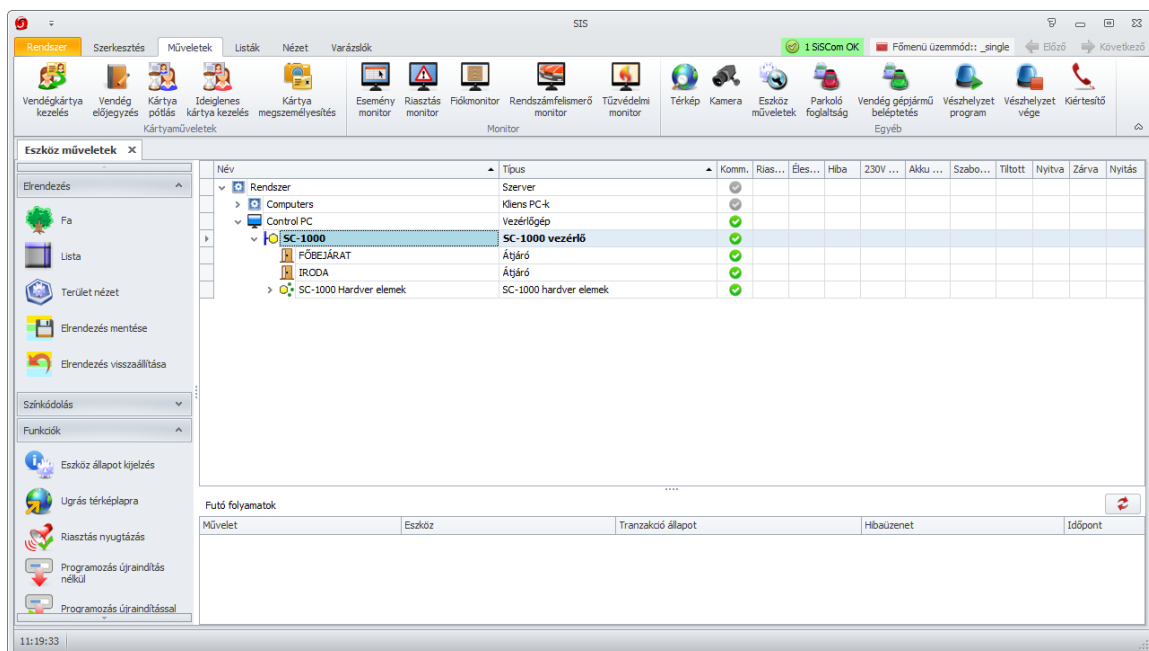 SIS
Rendszer Szerkesztés Műveletek Listák Nézet Varázslók 1 SiSCom OK Főmenü üzemmód:: _single Előző Következő
Vendégkártya kezelés
Vendég előjegyzés
Kártya pótlás
Ideiglenes kártya kezelés
Kártya megszemélyesítés
Esemény monitor
Riasztás monitor
Fiókmonitor
Rendszámfelismerő monitor
Tűzvédelmi monitor
Térkép
Kamera
Eszköz műveletek
Parkoló foglaltság
Vendég gépjármű beléptetés
Vészhelyzet program
Vészhelyzet vége
Kiértesítő
Kártyaműveletek Monitor Egyéb
Eszköz műveletek X
Elrendezés
Fa
Lista
Terület nézet
Elrendezés mentése
Elrendezés visszaállítása
Színkódolás
Funkciók
Eszköz állapot kijelzés
Ugrás térképlapra
Riasztás nyugtázás
Programozás újraindítás
nélkül
Programozás újraindítással
Név Típus Komm. Rias... Éles... Hiba 230V ... Akku ... Szabo... Tiltott Nyitva Zárva Nyitás
Rendszer Szerver
Computers Kliens PC-k
Control PC Vezérlőgép
SC-1000 SC-1000 vezérlő
FŐBEJÁRAT Átjáró
IRODA Átjáró
SC-1000 Hardver elemek SC-1000 hardver elemek
Futó folyamatok
Művelet Eszköz Tranzakció állapot Hibaüzenet Időpont
11:19:33